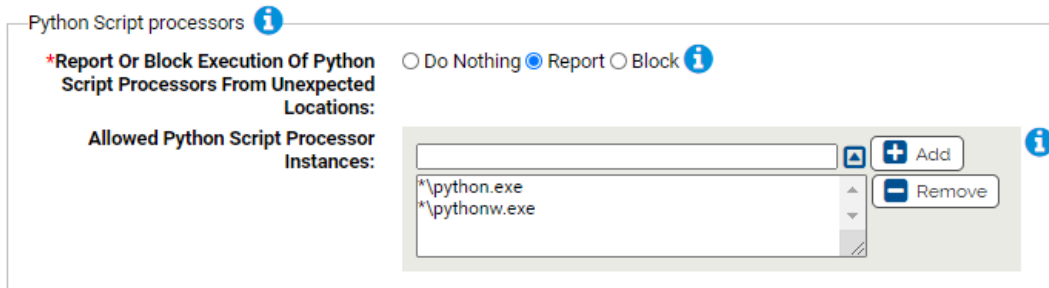 Python Script processors
*Report Or Block Execution Of Python
Script Processors From Unexpected
Locations:
Do Nothing Report Block
Allowed Python Script Processor
Instances:
Add
*\python.exe
*\pythonw.exe
Remove